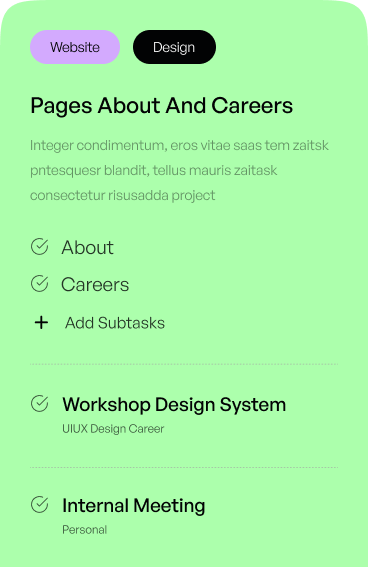 Website
Design
Pages About And Careers
Integer condimentum, eros vitae saas tem zaitsk
pntesquesr blandit, tellus mauris zaitask
consectetur risusadda project
About
Careers
Add Subtasks
Workshop Design System
UIUX Design Career
Internal Meeting
Personal